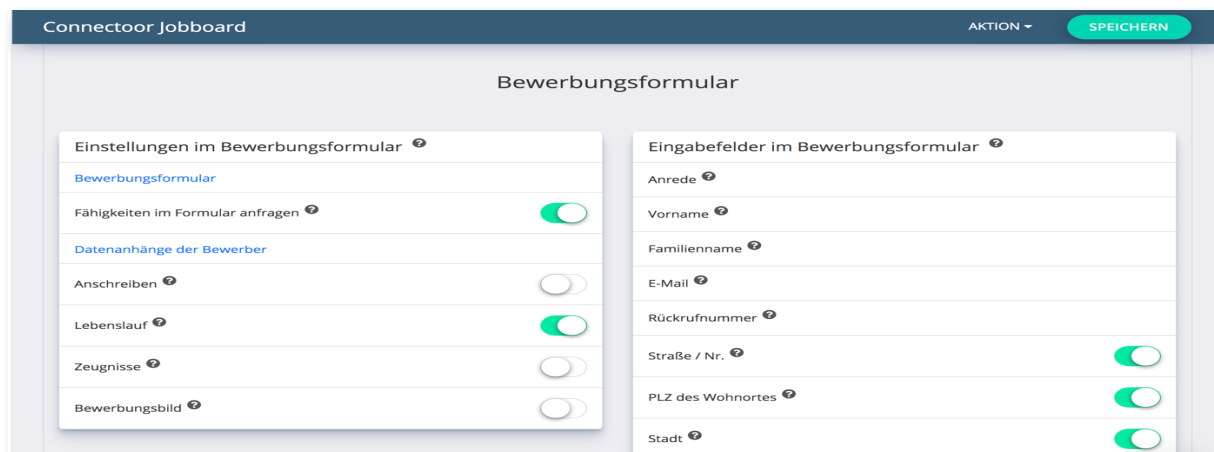 Connectoor Jobboard
AKTION
SPEICHERN
Bewerbungsformular
Einstellungen im Bewerbungsformular
Bewerbungsformular
Fähigkeiten im Formular anfragen
Datenanhänge der Bewerber
Anschreiben
Lebenslauf
Zeugnisse
Bewerbungsbild
Eingabefelder im Bewerbungsformular
Anrede
Vorname
Familienname
E-Mail
Rückrufnummer
Straße / Nr.
PLZ des Wohnortes
Stadt